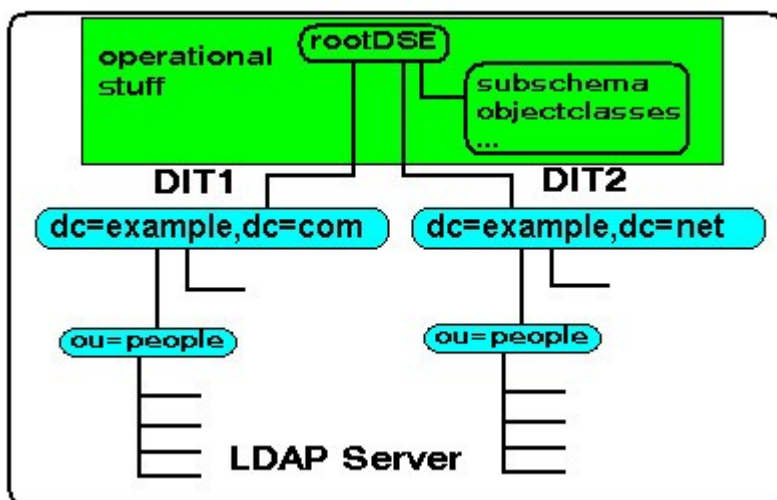 rootDSE
operational
stuff
subschema
objectclasses
...
DIT1
DIT2
dc=example,dc=com
dc=example,dc=net
ou=people
ou=people
LDAP Server